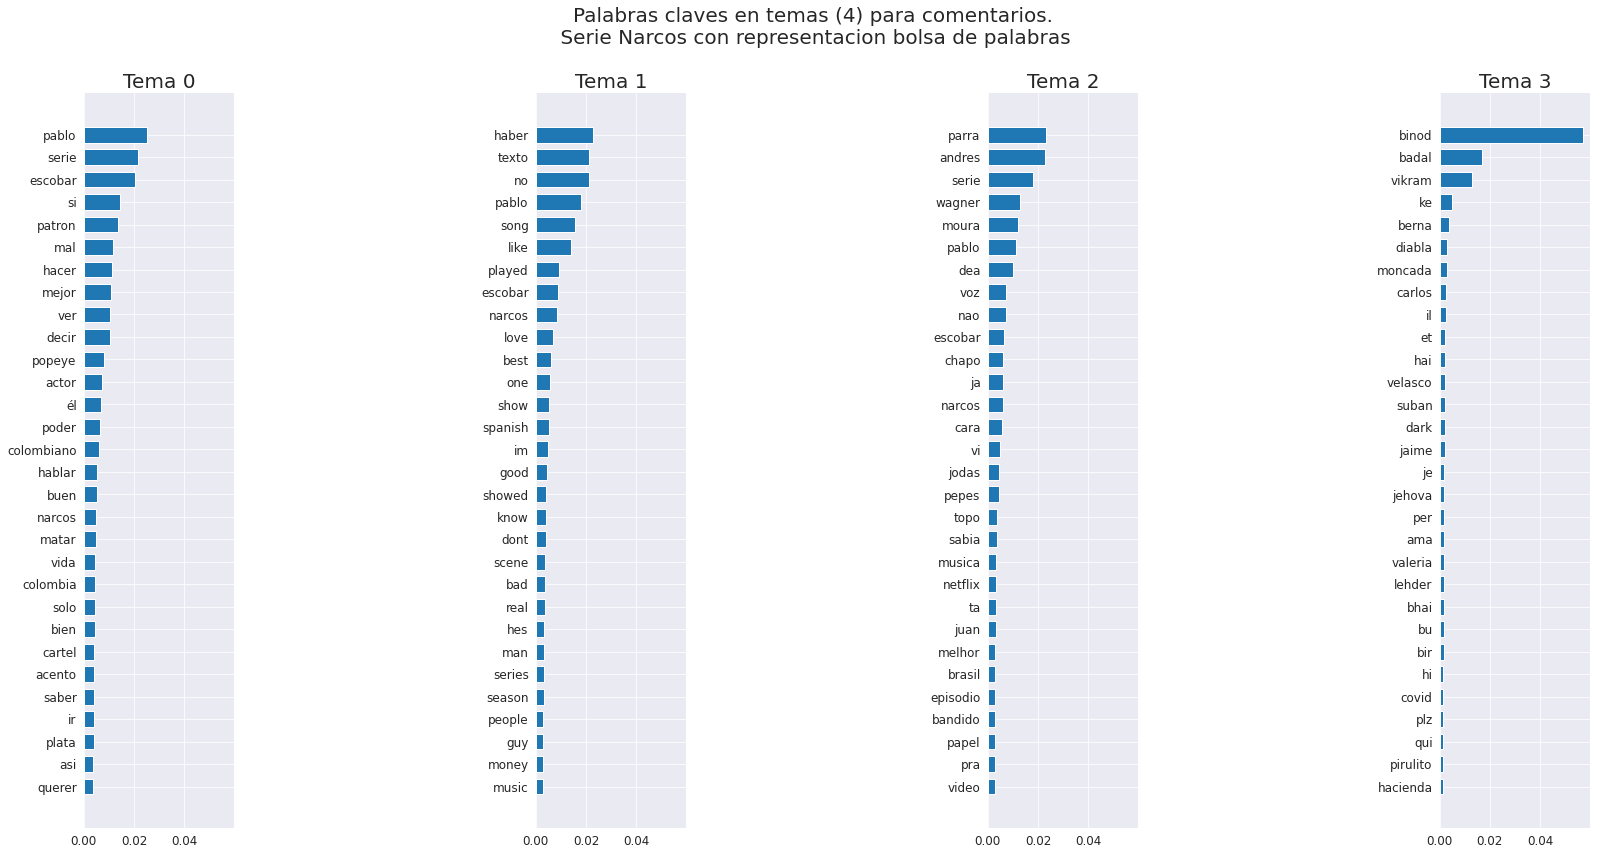 Palabras claves en temas (4) para comentarios.
Serie Narcos con representacion bolsa de palabras
Tema 0
pablo
serie
escobar
si
patron
mal
hacer
mejor
ver
decir
popeye
actor
él
poder
colombiano
hablar
buen
narcos
matar
vida
colombia
solo
bien
cartel
acento
saber
ir
plata
asi
querer
0.00 0.02 0.04
Tema 1
haber
texto
no
pablo
song
like
played
escobar
narcos
love
best
one
show
spanish
im
good
showed
know
dont
scene
bad
real
hes
man
series
season
people
guy
money
music
0.00 0.02 0.04
Tema 2
parra
andres
serie
wagner
moura
pablo
dea
voz
nao
escobar
chapo
ja
narcos
cara
vi
jodas
pepes
topo
sabia
musica
netflix
ta
juan
melhor
brasil
episodio
bandido
papel
pra
video
0.00 0.02 0.04
Tema 3
binod
badal
vikram
ke
berna
diabla
moncada
carlos
il
et
hai
velasco
suban
dark
jaime
je
jehova
per
ama
valeria
lehder
bhai
bu
bir
hi
covid
plz
qui
pirulito
hacienda
0.00 0.02 0.04